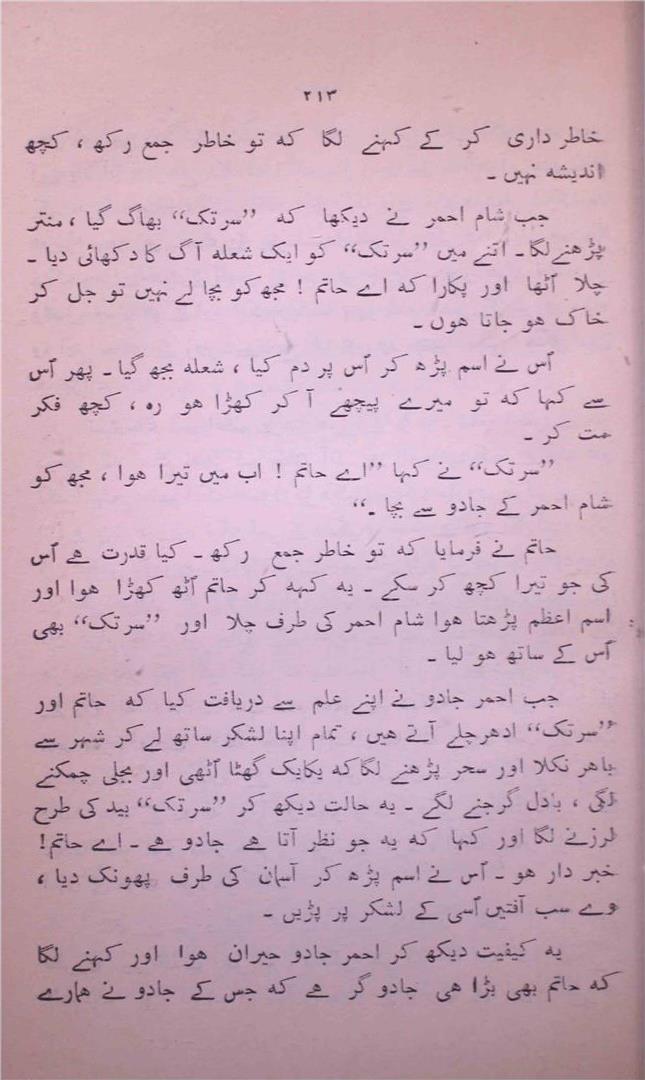 ۲۱۳
خاطر داری کر کے کہنے لگا کہ تو خاطر جمع رکھ ، کچھ
اندیشہ نہیں ۔
جب شام احمر نے دیکھا کہ ”سرتک“ بھاگ گیا ، منتر
پڑھنے لگا ۔ اتنے میں ”سرتک“ کو ایک شعلہ آگ کا دکھائی دیا ۔
چلا اُٹھا اور پکارا کہ اے حاتم ! مجھ کو بچا لے نہیں تو جل کر
خاک ہو جاتا ہوں ۔
اُس نے اسم پڑھ کر اُس پر دم کیا ، شعلہ بجھ گیا ۔ پھر اُس
سے کہا کہ تو میرے پیچھے آ کر کھڑا ہو رہ ، کچھ فکر
مت کر ۔
”سرتک“ نے کہا ”اے حاتم ! اب میں تیرا ہوا ، مجھ کو
شام احمر کے جادو سے بچا ۔“
حاتم نے فرمایا کہ تو خاطر جمع رکھ ۔ کیا قدرت ہے اُس
کی جو تیرا کچھ کر سکے ۔ یہ کہہ کر حاتم اُٹھ کھڑا ہوا اور
اسم اعظم پڑھتا ہوا شام احمر کی طرف چلا اور ”سرتک“ بھی
اُس کے ساتھ ہو لیا ۔
جب احمر جادو نے اپنے علم سے دریافت کیا کہ حاتم اور
”سرتک“ ادھر چلے آتے ہیں ، تمام اپنا لشکر ساتھ لے کر شہر سے
باہر نکلا اور سحر پڑھنے لگا کہ یکایک گھٹا اُٹھی اور بجلی چمکنے
لگی ، بادل گرجنے لگے ۔ یہ حالت دیکھ کر ”سرتک“ بید کی طرح
لرزنے لگا اور کہا کہ یہ جو نظر آتا ہے جادو ہے ۔ اے حاتم!
خبر دار ہو ۔ اُس نے اسم پڑھ کر آسمان کی طرف پھونک دیا ،
وے سب آفتیں اُسی کے لشکر پر پڑیں ۔
یہ کیفیت دیکھ کر احمر جادو حیران ہوا اور کہنے لگا
کہ حاتم بھی بڑا ہی جادو گر ہے کہ جس کے جادو نے ہمارے